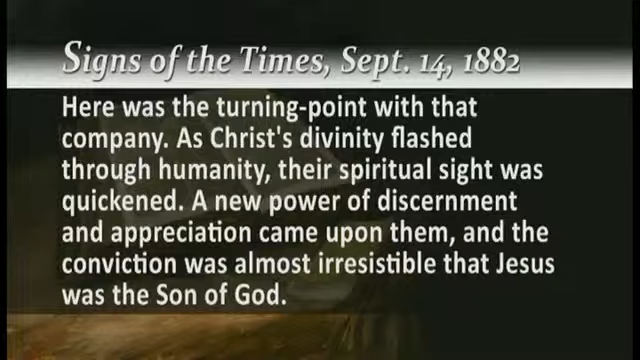 Signs of the Times, Sept. 14, 1882
Here was the turning-point with that
company. As Christ's divinity flashed
through humanity, their spiritual sight was
quickened. A new power of discernment
and appreciation came upon them, and the
conviction was almost irresistible that Jesus
was the Son of God.